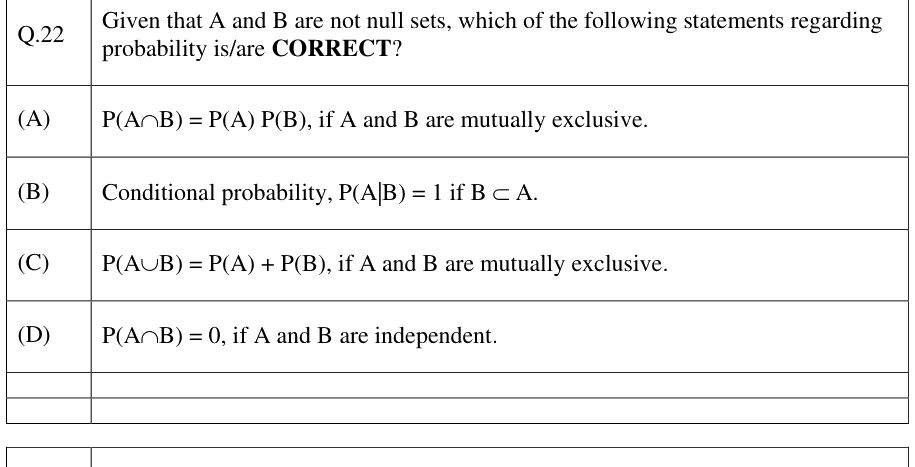 Q.22 Given that A and B are not null sets, which of the following statements regarding
probability is/are CORRECT?
(A) P(A∩B) = P(A) P(B), if A and B are mutually exclusive.
(B) Conditional probability, P(A|B) = 1 if B ⊂ A.
(C) P(A∪B) = P(A) + P(B), if A and B are mutually exclusive.
(D) P(A∩B) = 0, if A and B are independent.